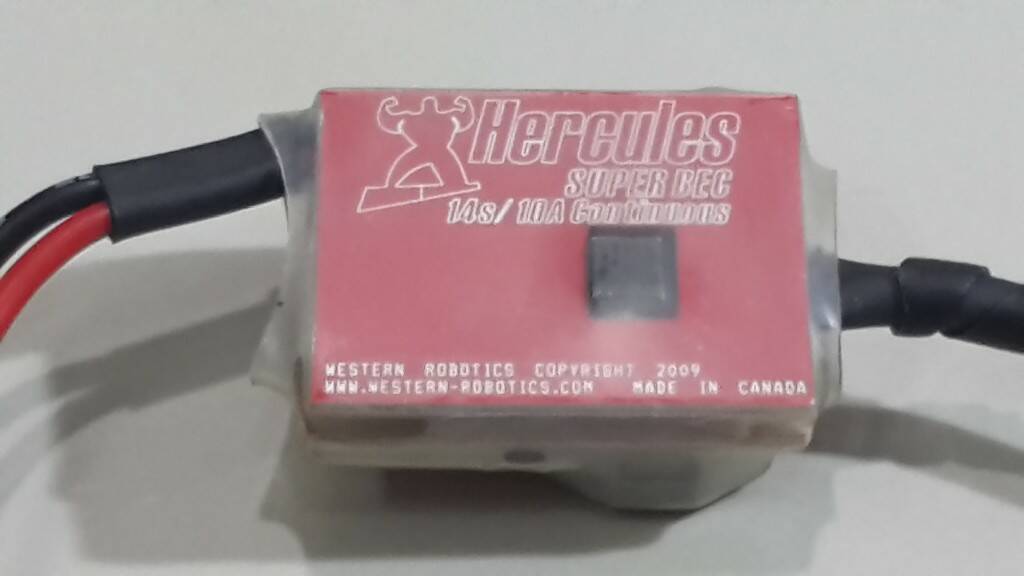 Hercules
SUPER BEC
14s/10A Continuous
WESTERN ROBOTICS COPYRIGHT 2009
WWW.WESTERN-ROBOTICS.COM MADE IN CANADA